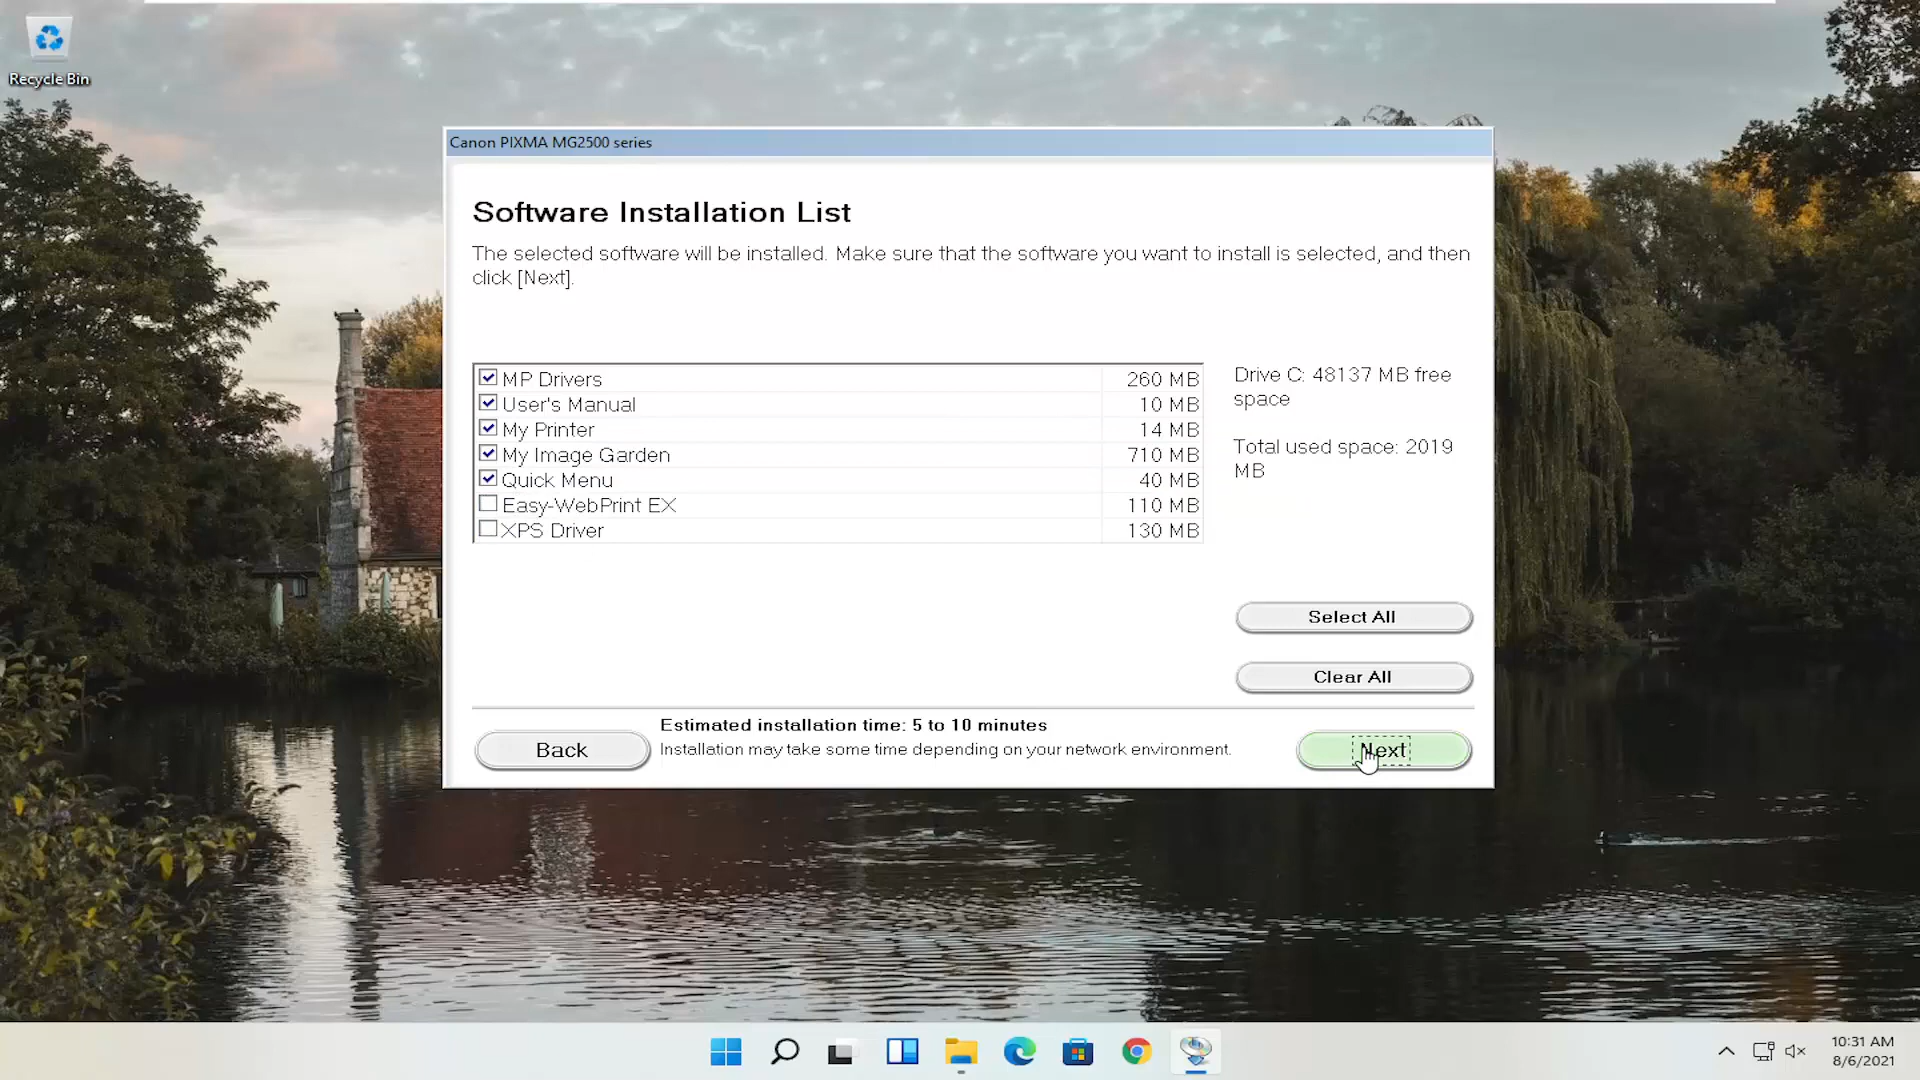 Recycle Bin
Canon PIXMA MG2500 series
Software Installation List
The selected software will be installed. Make sure that the software you want to install is selected, and then
click [Next].
MP Drivers 260 MB
User's Manual 10 MB
My Printer 14 MB
My Image Garden 710 MB
Quick Menu 40 MB
Easy-WebPrint EX 110 MB
XPS Driver 130 MB
Drive C: 48137 MB free
space
Total used space: 2019
MB
Select All
Clear All
Estimated installation time: 5 to 10 minutes
Back
Installation may take some time depending on your network environment.
Next
10:31 AM
8/6/2021